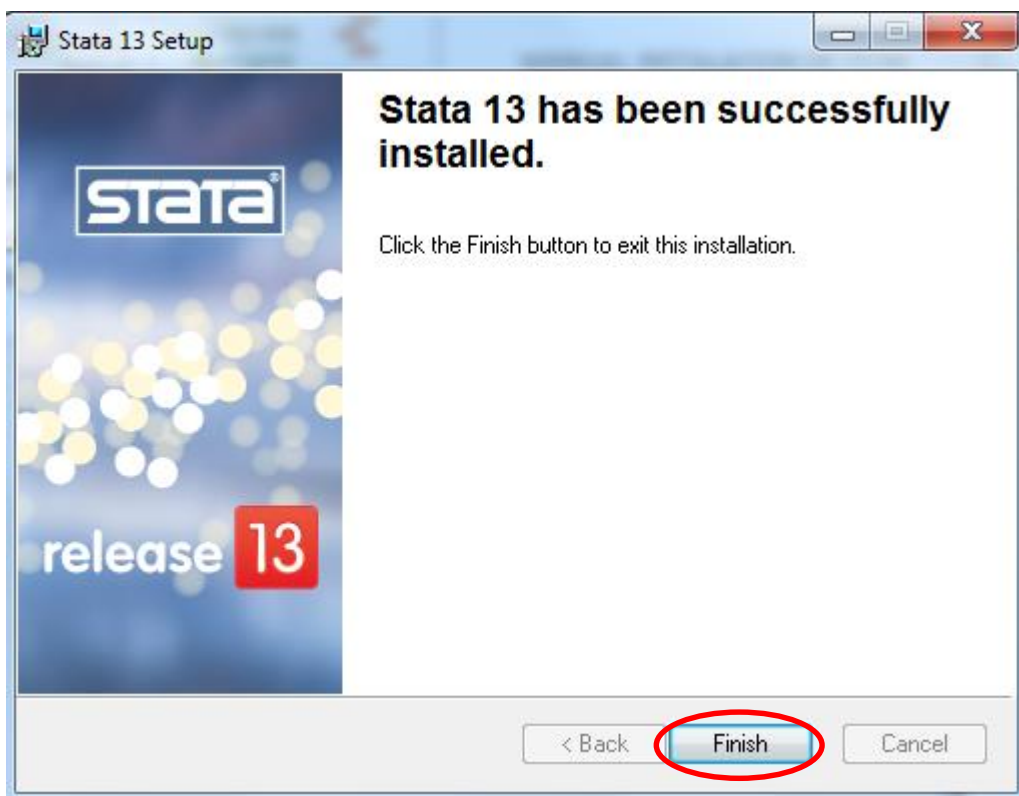 Stata 13 Setup
Stata 13 has been successfully
installed.
STATA®
Click the Finish button to exit this installation.
release 13
< Back
Finish
Cancel